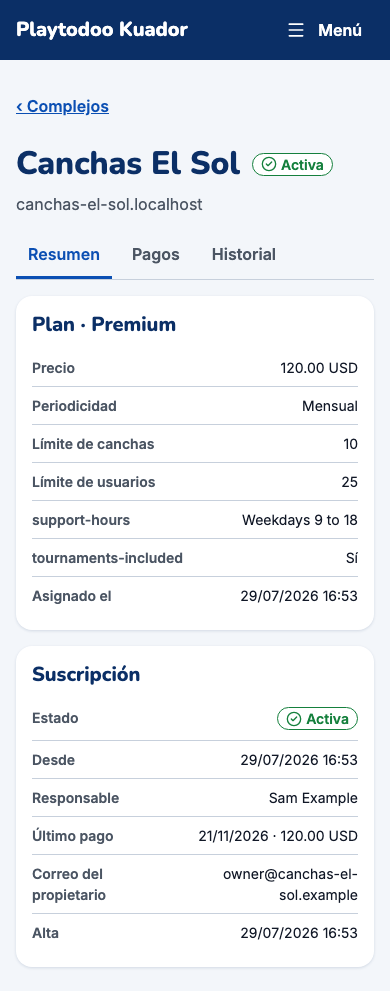 Playtodoo Kuador
☰ Menú
‹ Complejos
Canchas El Sol Activa
canchas-el-sol.localhost
Resumen Pagos Historial
Plan · Premium
Precio 120.00 USD
Periodicidad Mensual
Límite de canchas 10
Límite de usuarios 25
support-hours Weekdays 9 to 18
tournaments-included Sí
Asignado el 29/07/2026 16:53
Suscripción
Estado Activa
Desde 29/07/2026 16:53
Responsable Sam Example
Último pago 21/11/2026 · 120.00 USD
Correo del propietario
owner@canchas-el-sol.example
Alta 29/07/2026 16:53